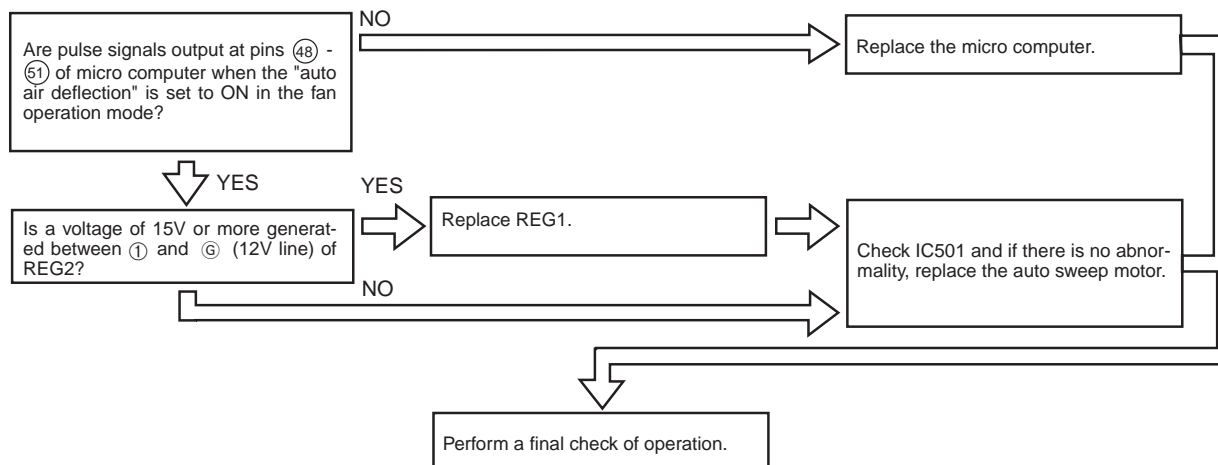 NO
Are pulse signals output at pins ㊽ -
(51) of micro computer when the "auto
air deflection" is set to ON in the fan
operation mode?
Replace the micro computer.
YES
YES
Is a voltage of 15V or more generat-
ed between ① and Ⓖ (12V line) of
REG2?
Replace REG1.
Check IC501 and if there is no abnor-
mality, replace the auto sweep motor.
NO
Perform a final check of operation.